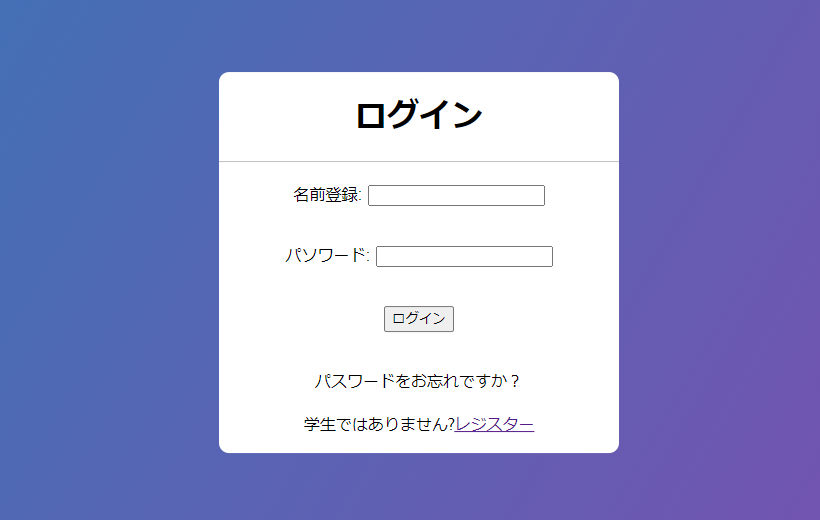 ログイン
名前登録:
パソワード:
ログイン
パスワードをお忘れですか？
学生ではありません?レジスター